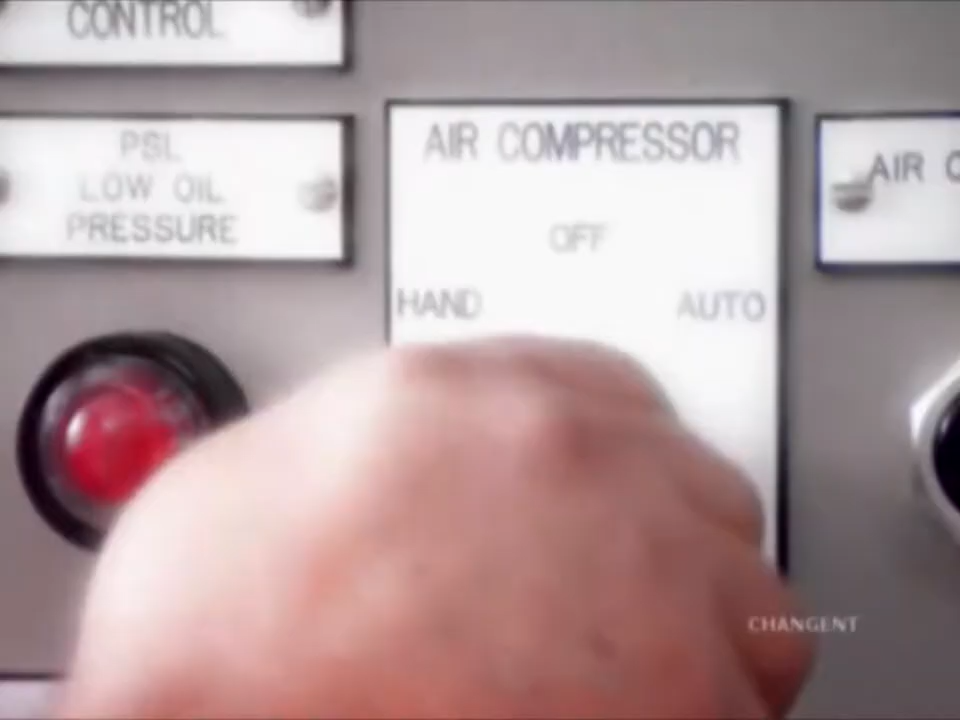 CONTROL
PSL
LOW OIL
PRESSURE
AIR COMPRESSOR
OFF
HAND
AUTO
AIR
CHANGENT